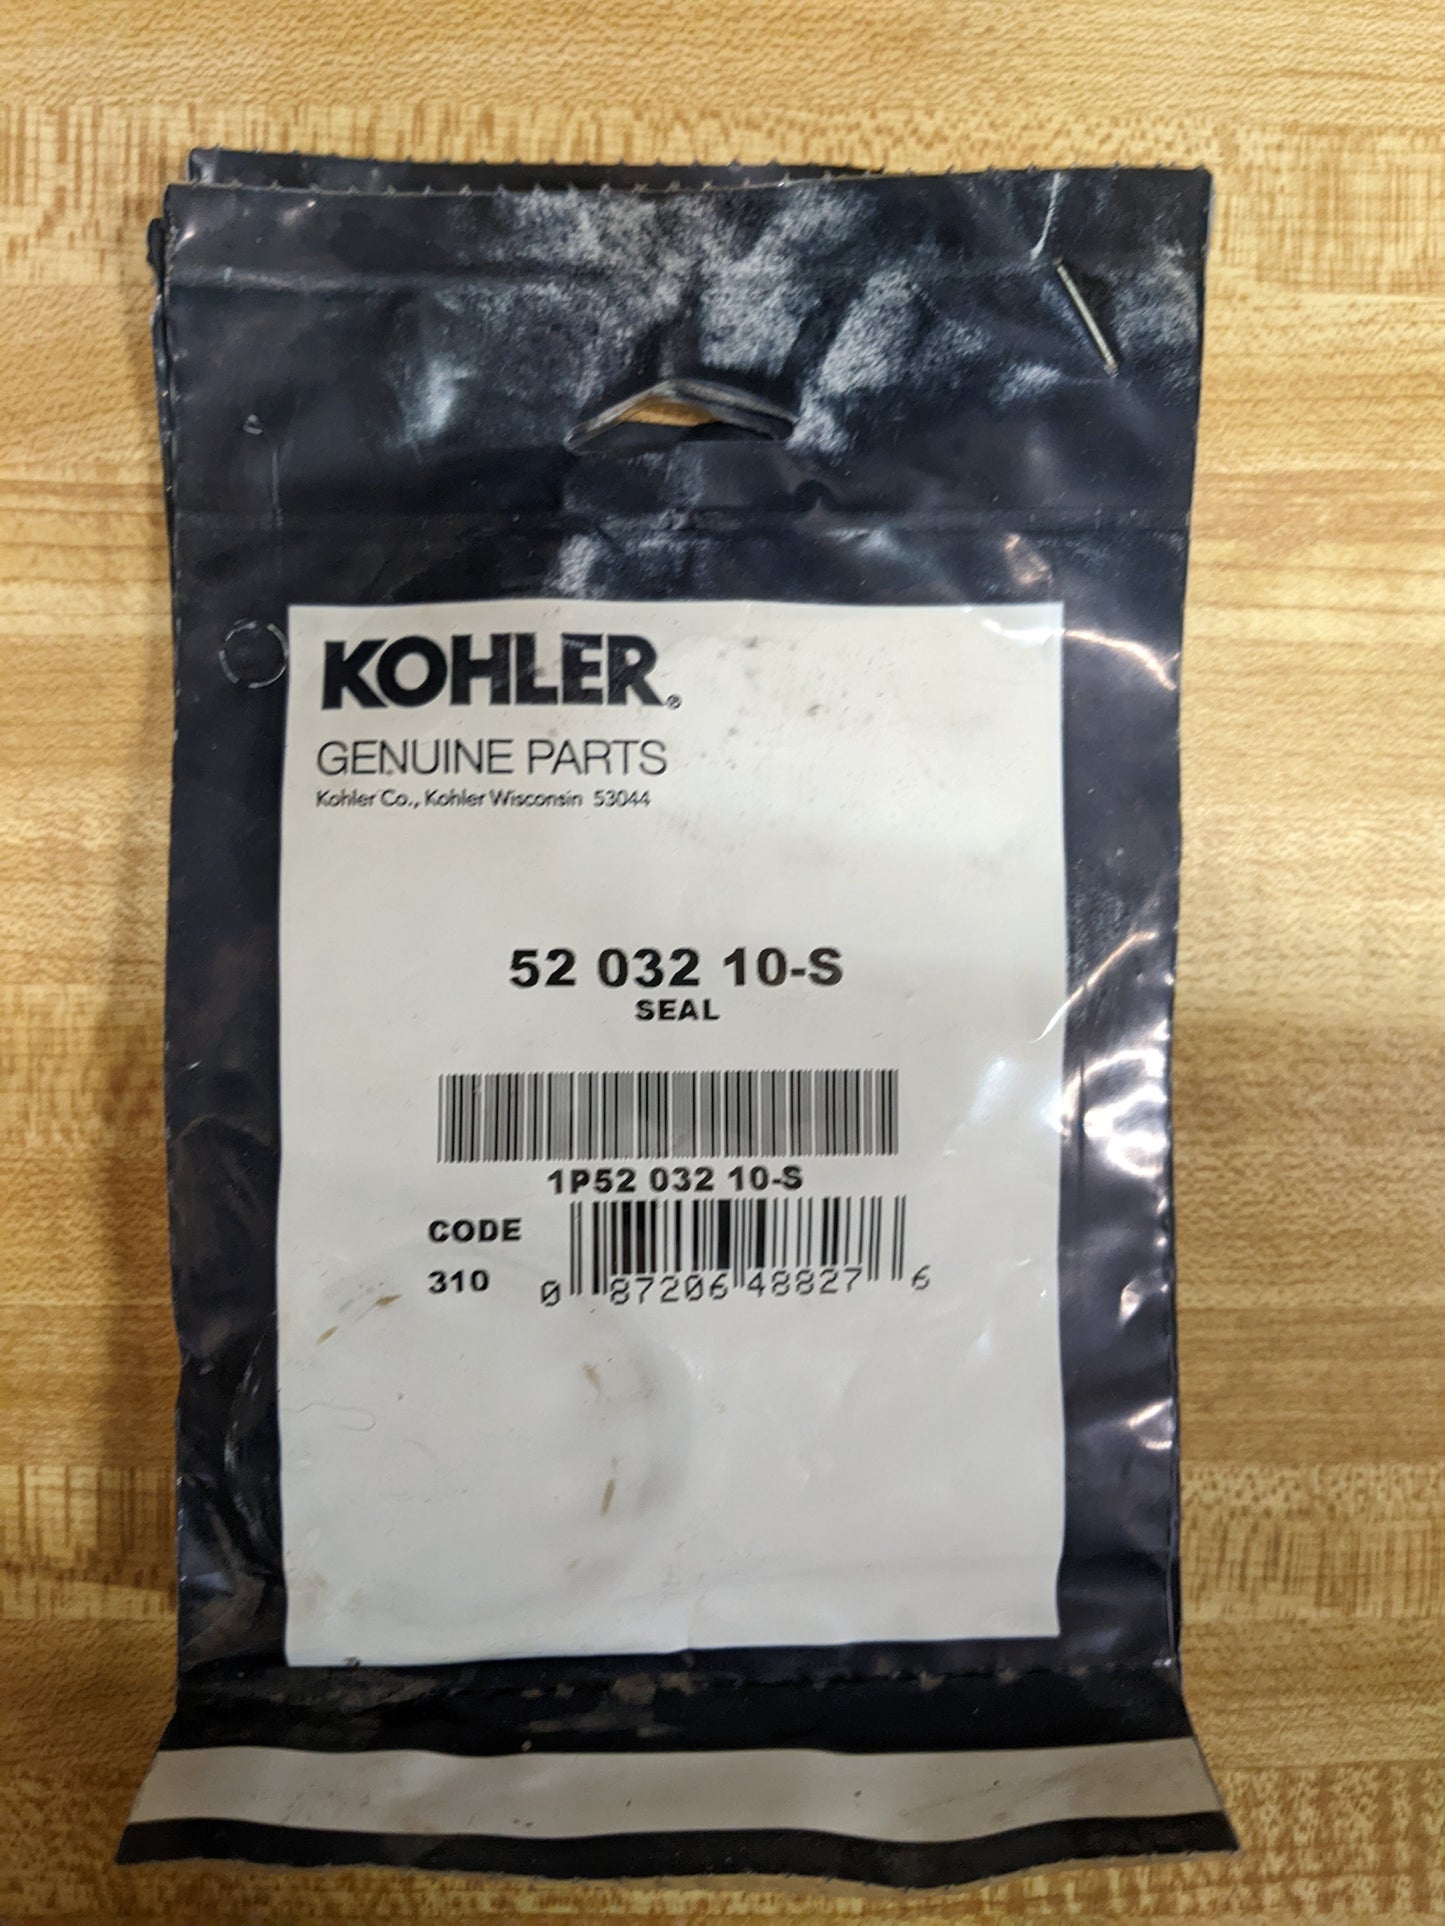 KOHLER®
GENUINE PARTS
Kohler Co., Kohler Wisconsin 53044
52 032 10-S
SEAL
1P52 032 10-S
CODE
310
0 87206 48827 6